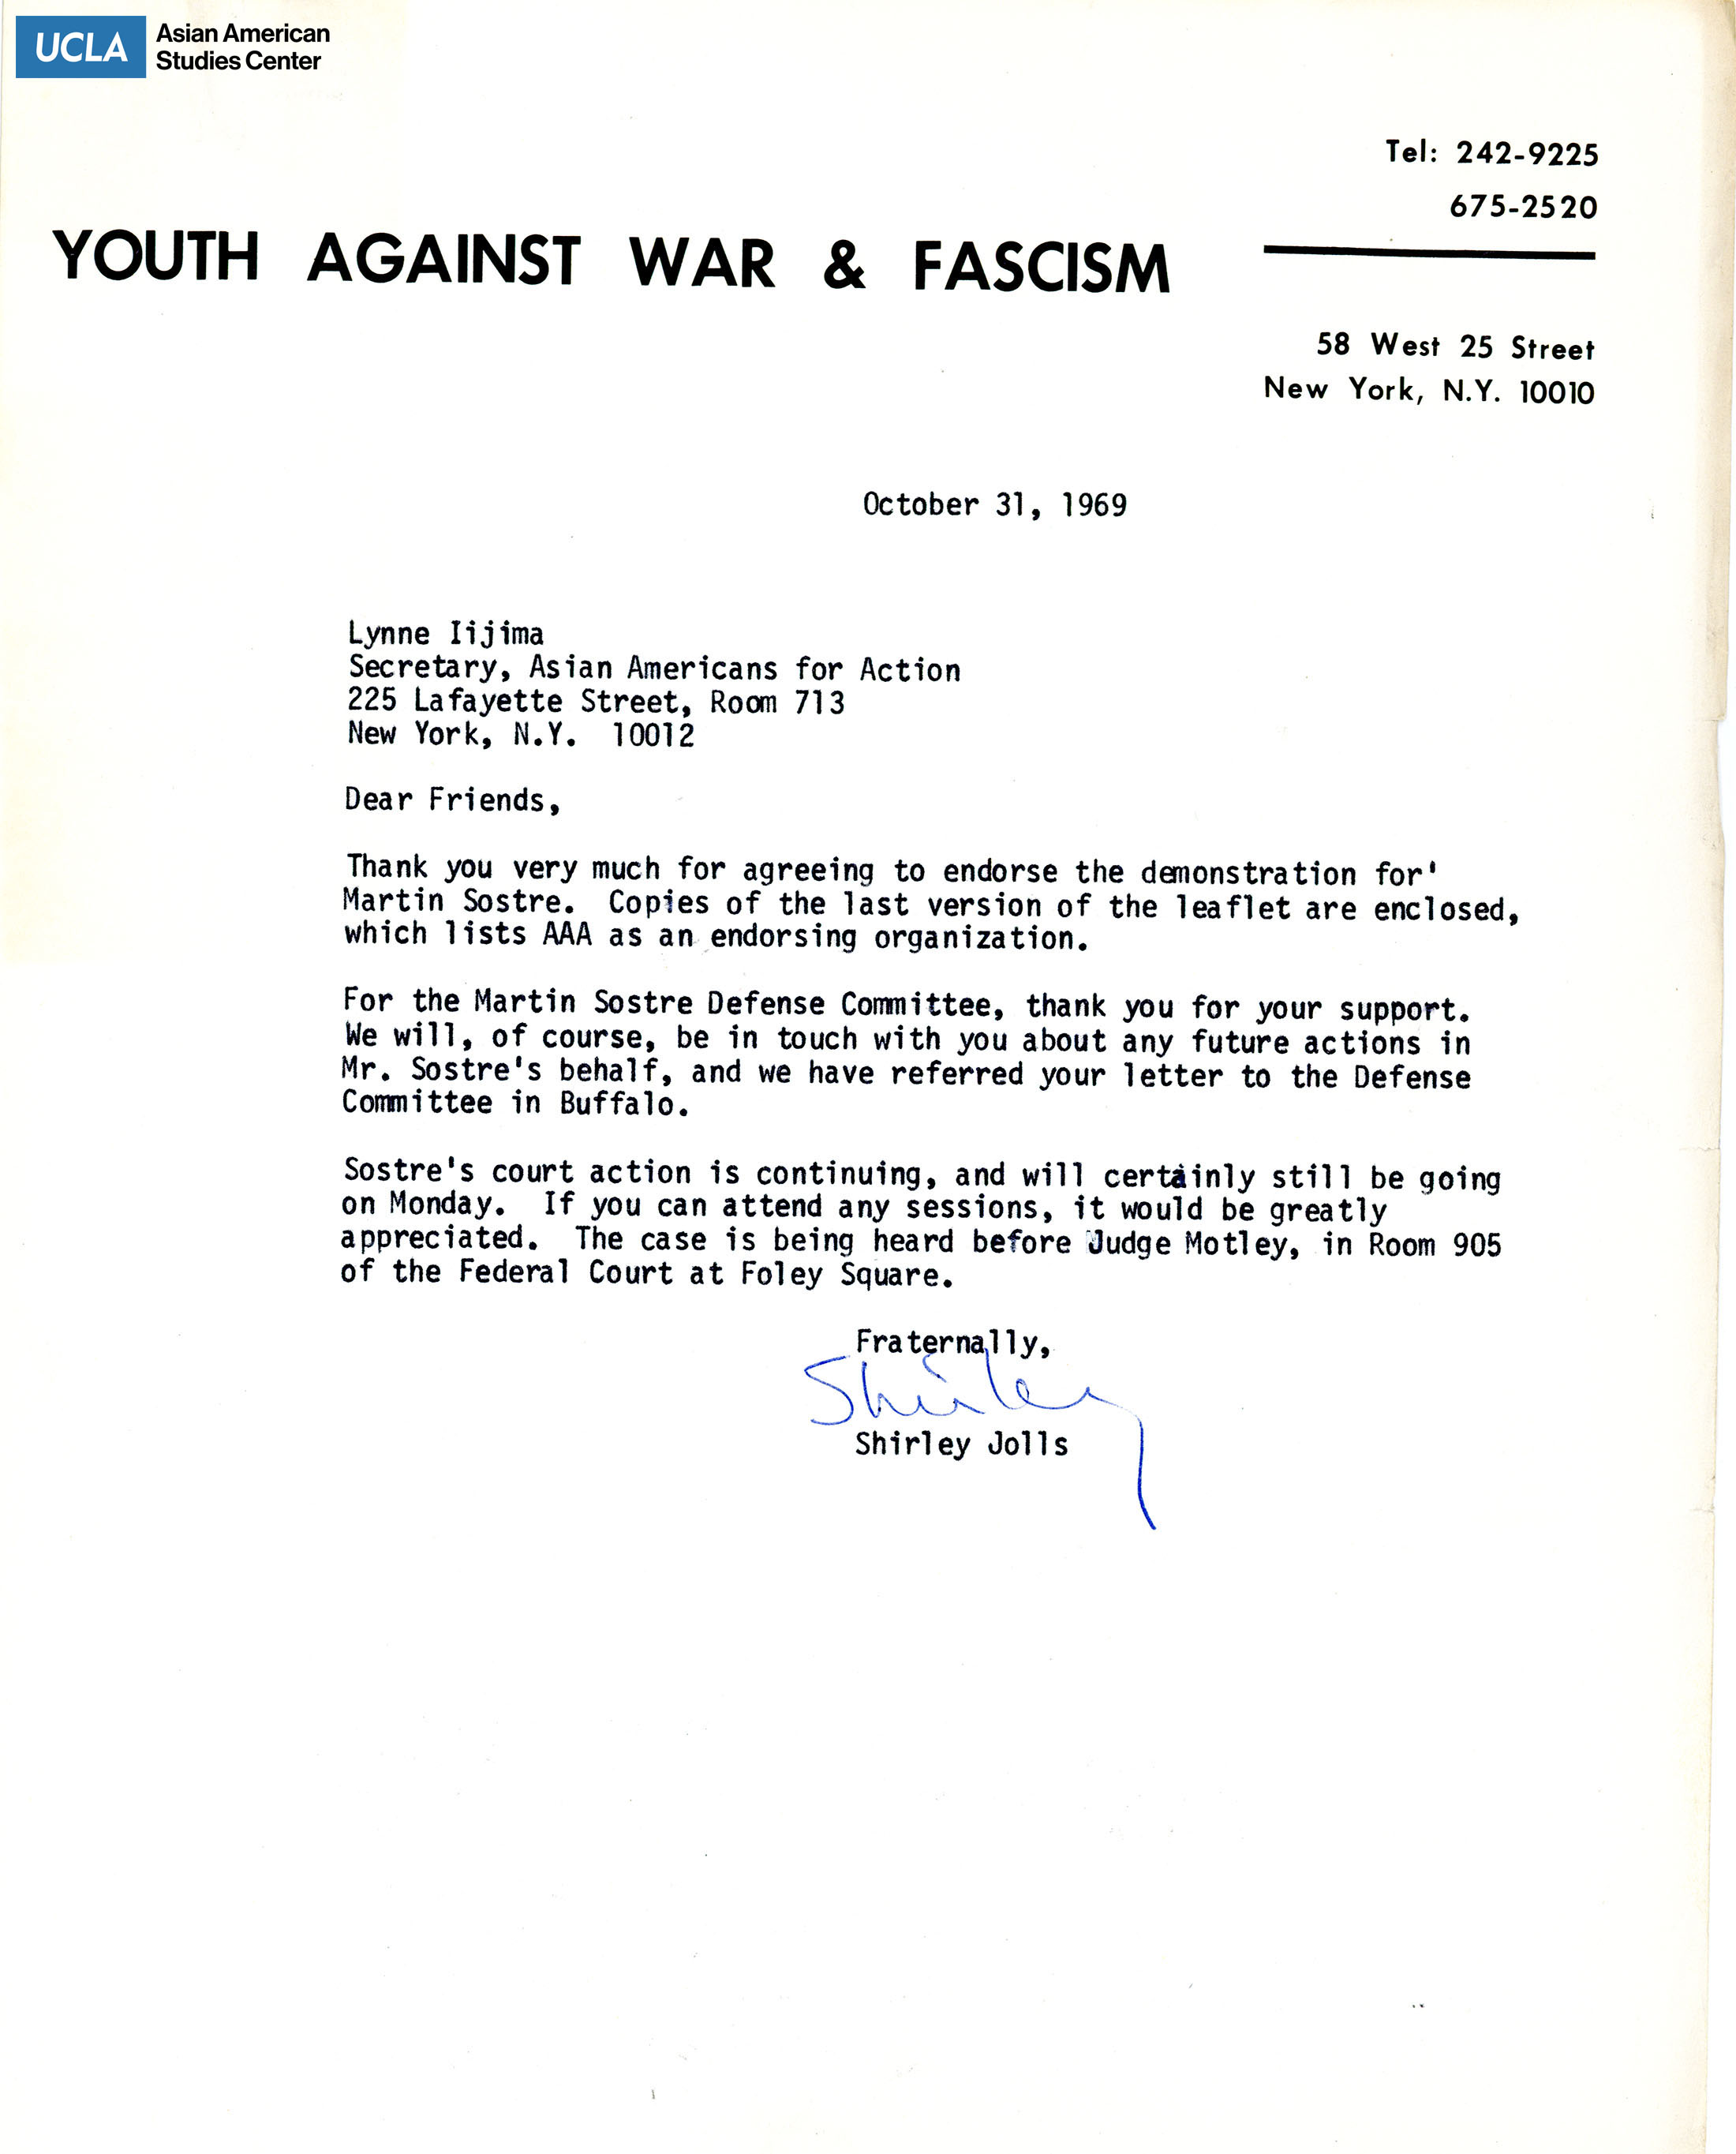 UCLA Asian American
Studies Center
Tel: 242-9225
675-2520
YOUTH AGAINST WAR & FASCISM
58 West 25 Street
New York, N.Y. 10010
October 31, 1969
Lynne Iijima
Secretary, Asian Americans for Action
225 Lafayette Street, Room 713
New York, N.Y. 10012
Dear Friends,
Thank you very much for agreeing to endorse the demonstration for'
Martin Sostre. Copies of the last version of the leaflet are enclosed,
which lists AAA as an endorsing organization.
For the Martin Sostre Defense Committee, thank you for your support.
We will, of course, be in touch with you about any future actions in
Mr. Sostre's behalf, and we have referred your letter to the Defense
Committee in Buffalo.
Sostre's court action is continuing, and will certainly still be going
on Monday. If you can attend any sessions, it would be greatly
appreciated. The case is being heard before Judge Motley, in Room 905
of the Federal Court at Foley Square.
Fraternally,
Shirley
Shirley Jolls